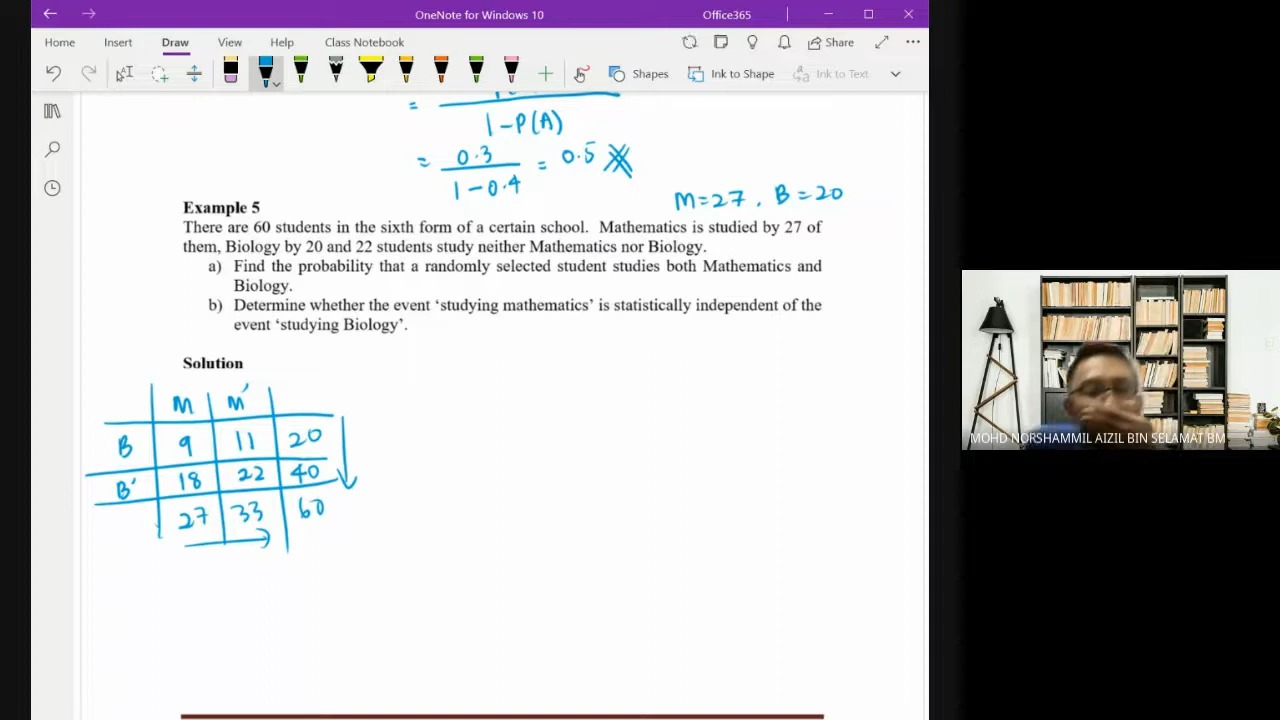 OneNote for Windows 10
Office365
Home Insert Draw View Help Class Notebook Share
Shapes Ink to Shape Ink to Text
=
1-P(A)
= 0.3 = 0.5
1-0.4
M=27, B=20
Example 5
There are 60 students in the sixth form of a certain school. Mathematics is studied by 27 of
them, Biology by 20 and 22 students study neither Mathematics nor Biology.
a) Find the probability that a randomly selected student studies both Mathematics and
Biology.
b) Determine whether the event ‘studying mathematics’ is statistically independent of the
event ‘studying Biology’.
Solution
M M'
B 9 11 20
B' 18 22 40
27 33 60
MOHD NORSHAMMIL AIZIL BIN SELAMAT BM